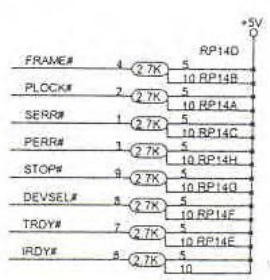 +5V
RP14D
FRAME# 4 2.7K 5
10 RP14B
PLOCK# 2 2.7K 5
10 RP14A
SERR# 1 2.7K 5
10 RP14C
PERR# 3 2.7K 5
10 RP14H
STOP# 9 2.7K 5
10 RP14G
DEVSEL# 8 2.7K 5
10 RP14F
TRDY# 7 2.7K 5
10 RP14E
IRDY# 6 2.7K 5
10